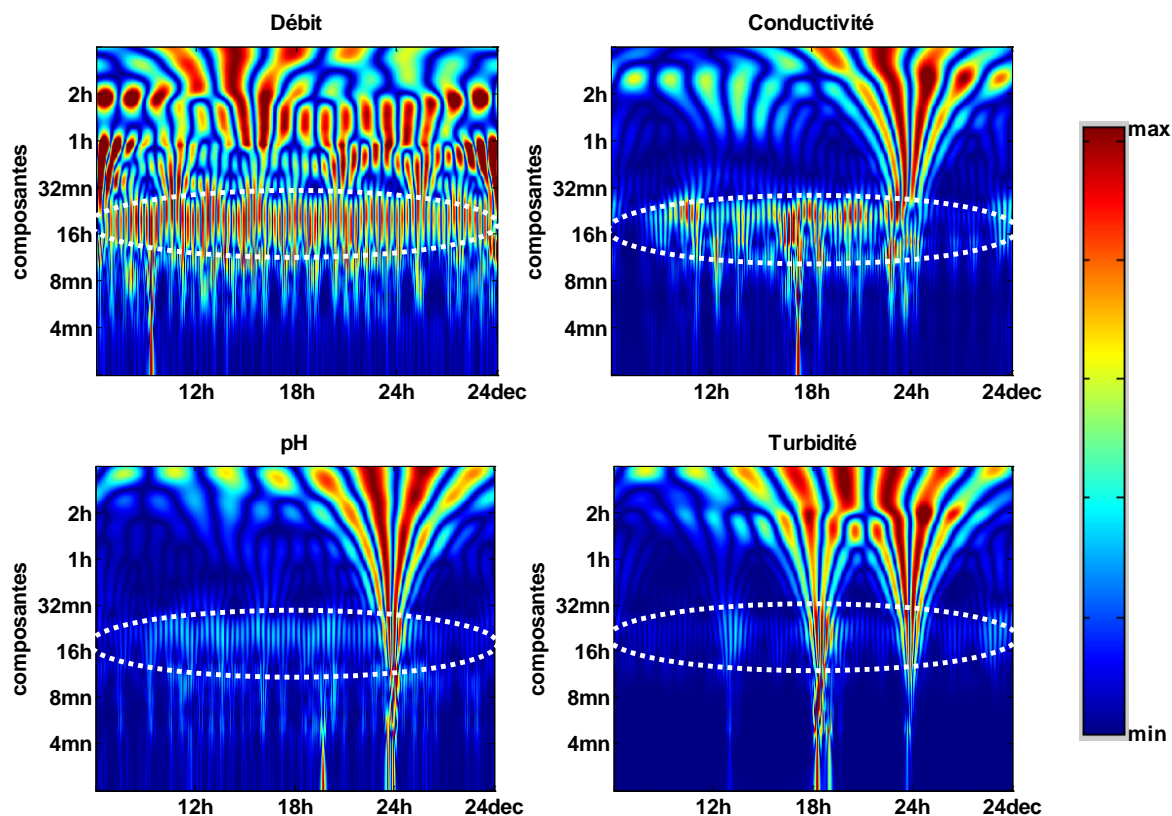 Débit
Conductivité
composantes
2h
1h
32mn
16h
8mn
4mn
12h
18h
24h
24dec
composantes
2h
1h
32mn
16h
8mn
4mn
12h
18h
24h
24dec
max
min
pH
Turbidité
composantes
2h
1h
32mn
16h
8mn
4mn
12h
18h
24h
24dec
composantes
2h
1h
32mn
16h
8mn
4mn
12h
18h
24h
24dec